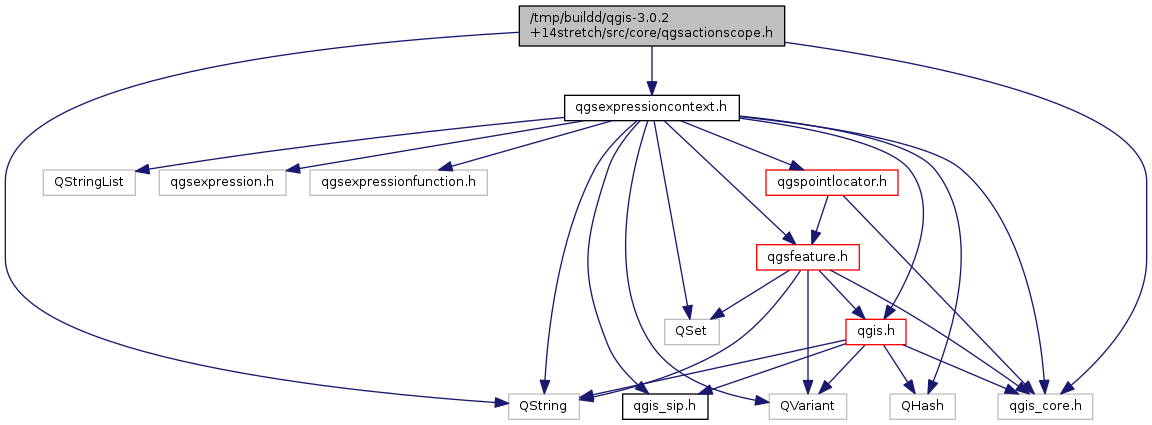 /tmp/buildd/qgis-3.0.2
+14stretch/src/core/qgsactionscope.h
qgsexpressioncontext.h
QStringList
qgsexpression.h
qgsexpressionfunction.h
qgspointlocator.h
qgsfeature.h
QSet
qgis.h
QString
qgis_sip.h
QVariant
QHash
qgis_core.h